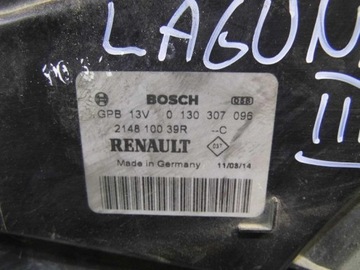 LAGUN
III
BOSCH
GPB 13V 0 130 307 096
2148 100 39R --C
RENAULT
Made in Germany 11/03/14